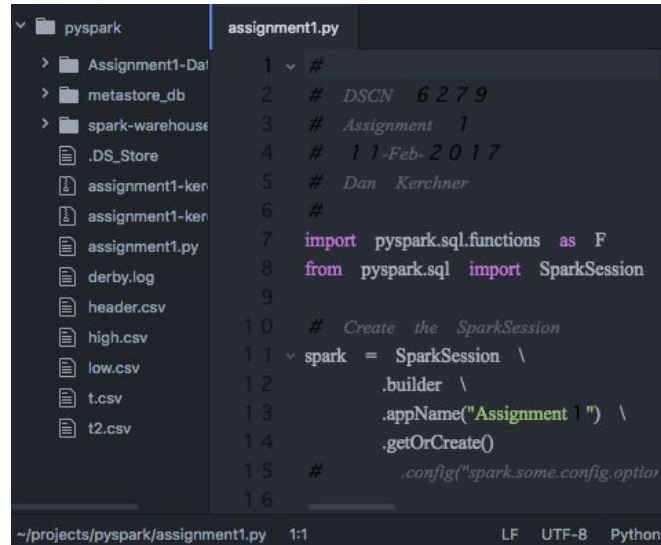 pyspark
Assignment1-Dat
metastore_db
spark-warehouse
.DS_Store
assignment1-ker
assignment1-ker
assignment1.py
derby.log
header.csv
high.csv
low.csv
t.csv
t2.csv
assignment1.py
1 #
2 # DSCN 6279
3 # Assignment 1
4 # 11-Feb-2017
5 # Dan Kerchner
6 #
7 import pyspark.sql.functions as F
8 from pyspark.sql import SparkSession
9
10 # Create the SparkSession
11 spark = SparkSession \
12 .builder \
13 .appName("Assignment 1") \
14 .getOrCreate()
15 # .config("spark.some.config.option
16
~/projects/pyspark/assignment1.py 1:1 LF UTF-8 Python